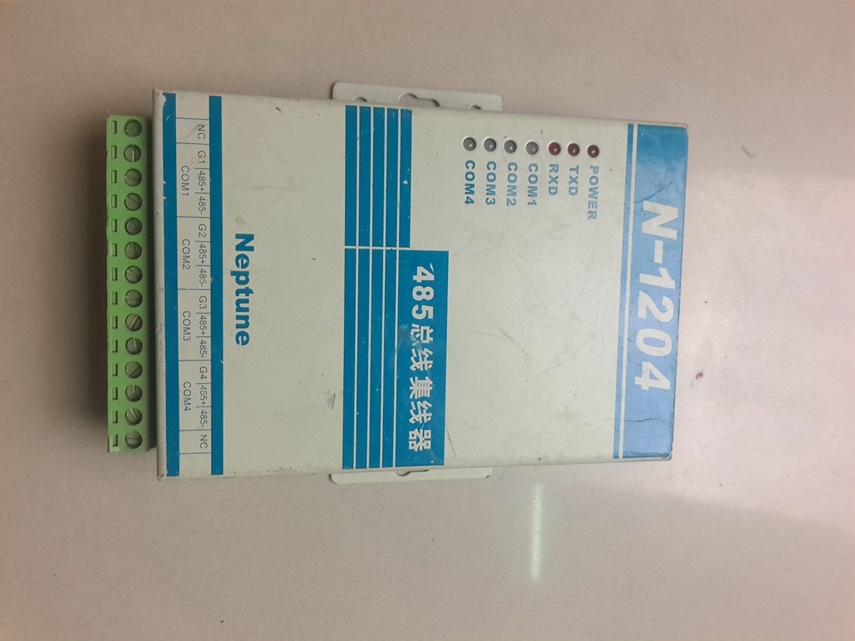 N-1204
POWER
TXD
RXD
COM1
COM2
COM3
COM4
485总线集线器
Neptune
NC G1 485+ 485- G2 485+ 485- G3 485+ 485- G4 455+ 485- NC
COM1 COM2 COM3 COM4